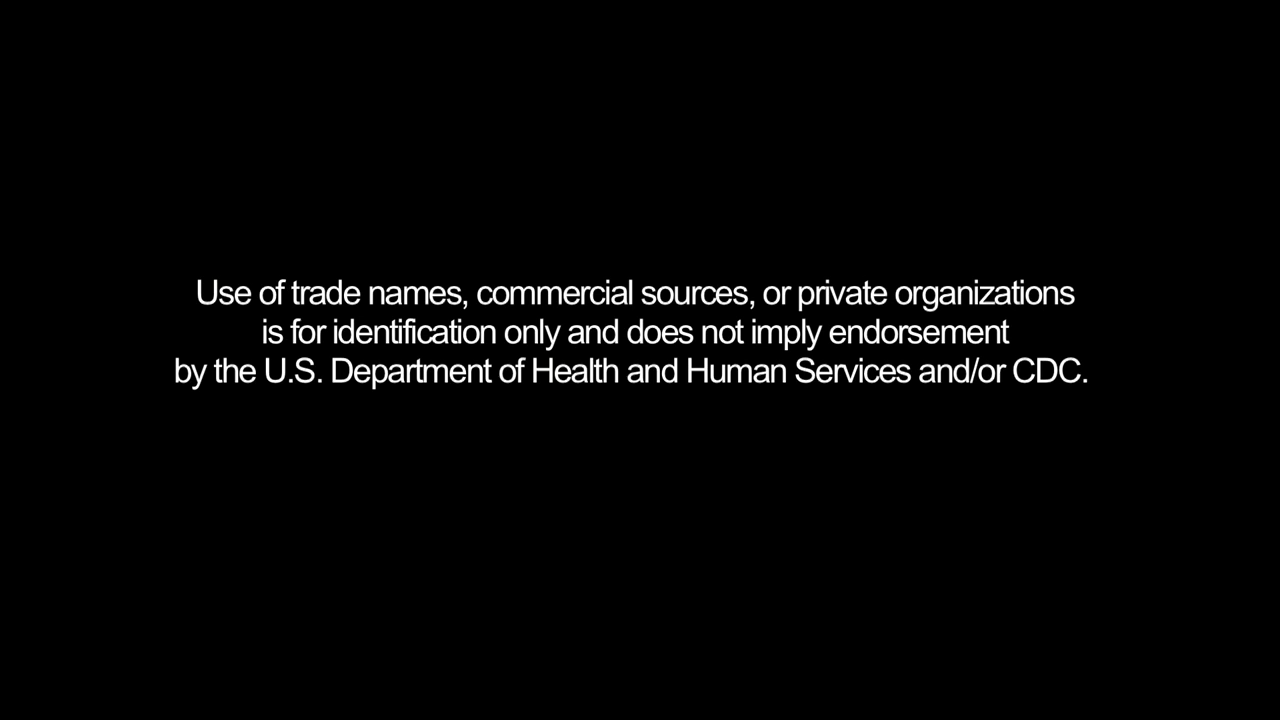 Use of trade names, commercial sources, or private organizations
is for identification only and does not imply endorsement
by the U.S. Department of Health and Human Services and/or CDC.